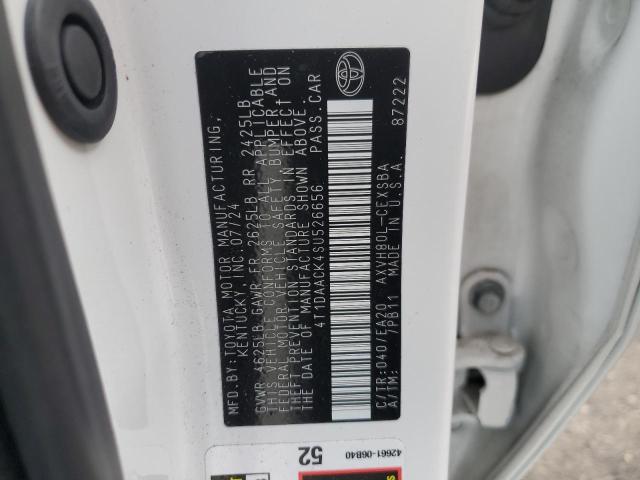 MFD.BY:TOYOTA MOTOR MANUFACTURING,
KENTUCKY, INC. 07/24
GVWR 4625LB GAWR FR 2625LB RR 2425LB
THIS VEHICLE CONFORMS TO ALL APPLICABLE
FEDERAL MOTOR VEHICLE SAFETY, BUMPER AND
THEFT PREVENTION STANDARDS IN EFFECT ON
THE DATE OF MANUFACTURE SHOWN ABOVE.
4T1DAACK4SU526656 PASS.CAR
87222
C/TR:040/EA20 AXVH80L-CEXSBA
A/TM: /PB11 MADE IN U.S.A.
42661-06B40
52